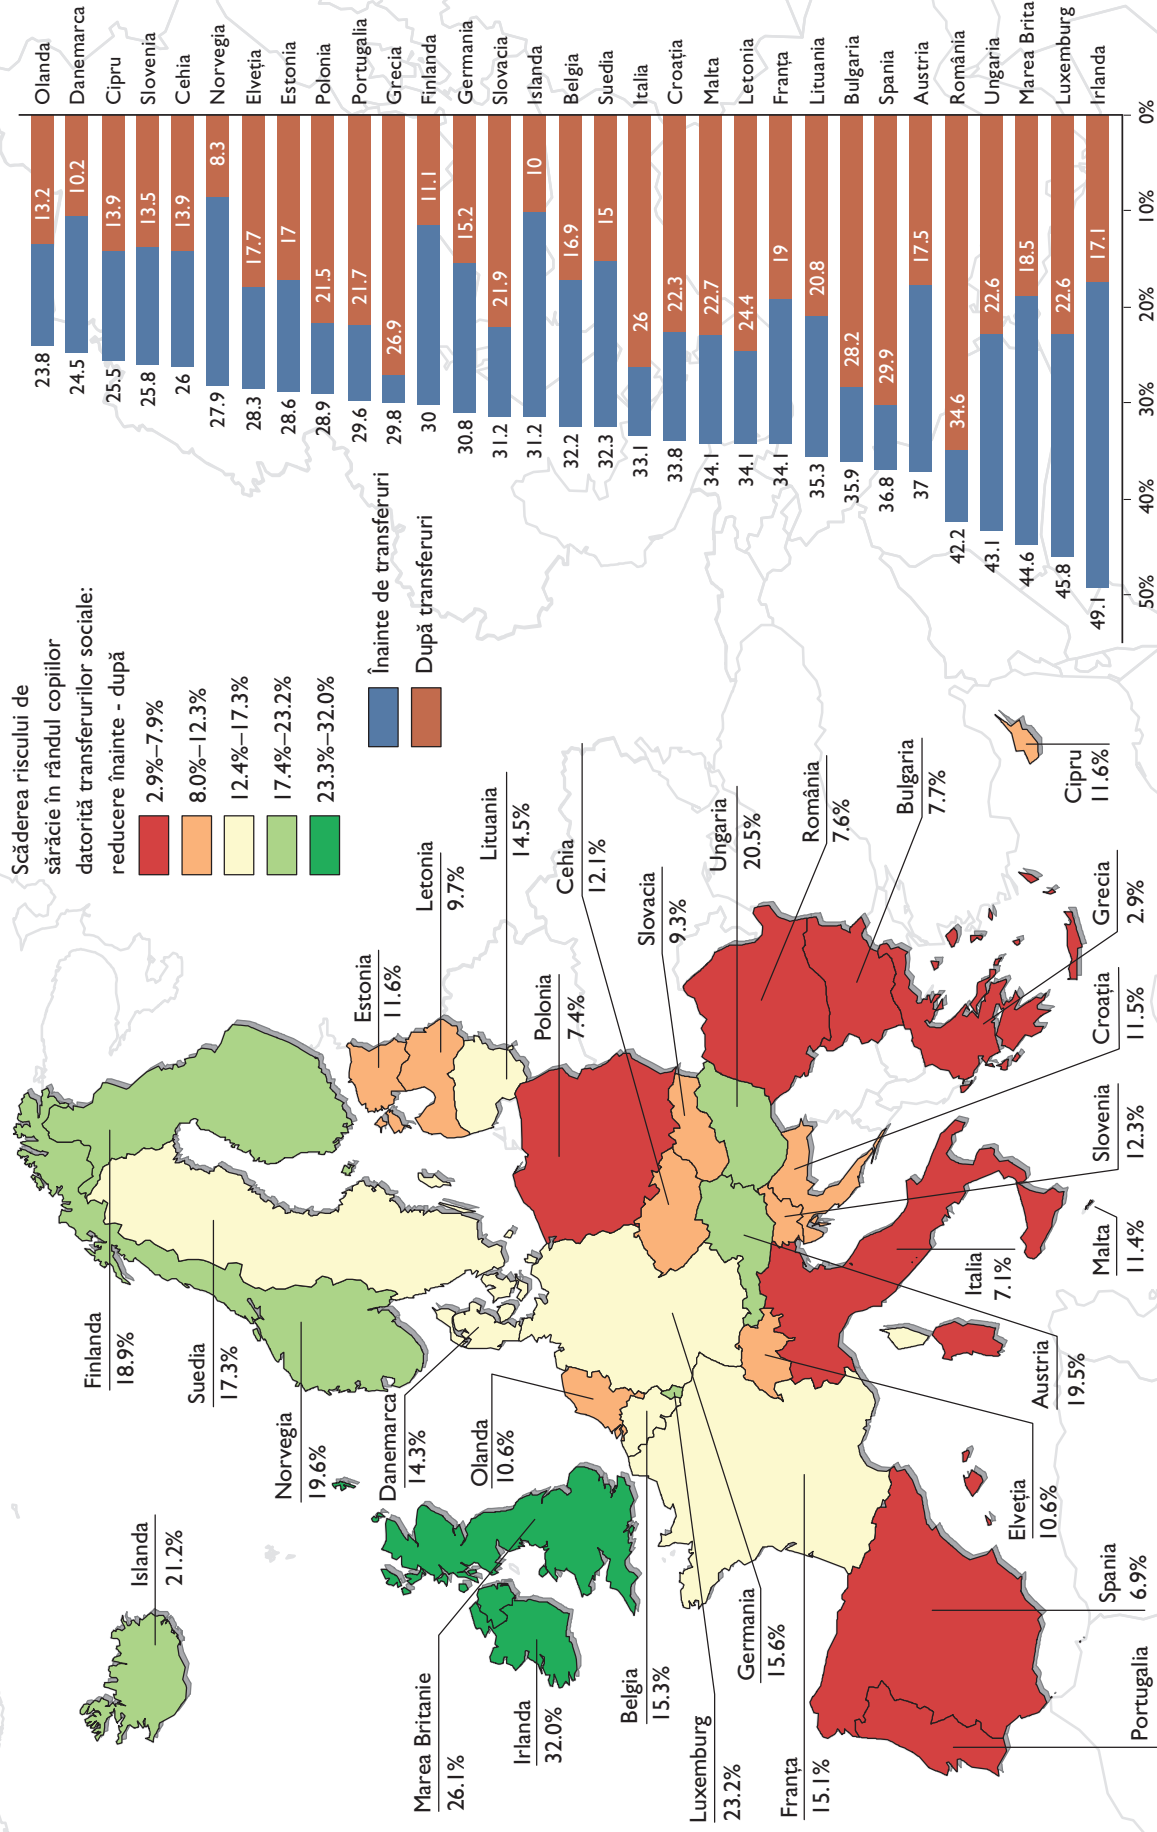 Scăderea riscului de
sărăcie în rândul copiilor
datorită transferurilor sociale:
reducere înainte - după
2.9%–7.9%
8.0%–12.3%
12.4%–17.3%
17.4%–23.2%
23.3%–32.0%
Înainte de transferuri
După transferuri
Islanda
21.2%
Norvegia
19.6%
Suedia
17.3%
Finlanda
18.9%
Estonia
11.6%
Letonia
9.7%
Lituania
14.5%
Danemarca
14.3%
Olanda
10.6%
Polonia
7.4%
Cehia
12.1%
Slovacia
9.3%
Ungaria
20.5%
România
7.6%
Bulgaria
7.7%
Cipru
11.6%
Grecia
2.9%
Croația
11.5%
Slovenia
12.3%
Malta
11.4%
Italia
7.1%
Austria
19.5%
Elveția
10.6%
Spania
6.9%
Portugalia
Marea Britanie
26.1%
Irlanda
32.0%
Belgia
15.3%
Luxemburg
23.2%
Germania
15.6%
Franța
15.1%
23.8 13.2 Olanda
24.5 10.2 Danemarca
25.5 13.9 Cipru
25.8 13.5 Slovenia
26 13.9 Cehia
27.9 8.3 Norvegia
28.3 17.7 Elveția
28.6 17 Estonia
28.9 21.5 Polonia
29.6 21.7 Portugalia
29.8 26.9 Grecia
30 11.1 Finlanda
30.8 15.2 Germania
31.2 21.9 Slovacia
31.2 10 Islanda
32.2 16.9 Belgia
32.3 15 Suedia
33.1 26 Italia
33.8 22.3 Croația
34.1 22.7 Malta
34.1 24.4 Letonia
34.1 19 Franța
35.3 20.8 Lituania
35.9 28.2 Bulgaria
36.8 29.9 Spania
37 17.5 Austria
42.2 34.6 România
43.1 22.6 Ungaria
44.6 18.5 Marea Brita
45.8 22.6 Luxemburg
49.1 17.1 Irlanda
50% 40% 30% 20% 10% 0%